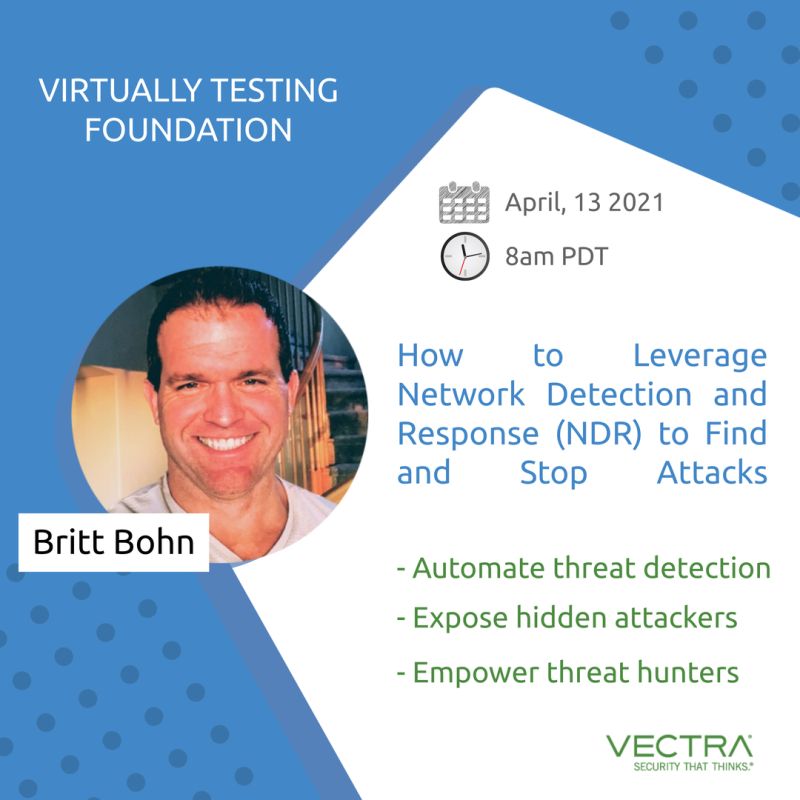 VIRTUALLY TESTING
FOUNDATION
April, 13 2021
8am PDT
How to Leverage
Network Detection and
Response (NDR) to Find
and Stop Attacks
Britt Bohn
- Automate threat detection
- Expose hidden attackers
- Empower threat hunters
VECTRA®
SECURITY THAT THINKS.®